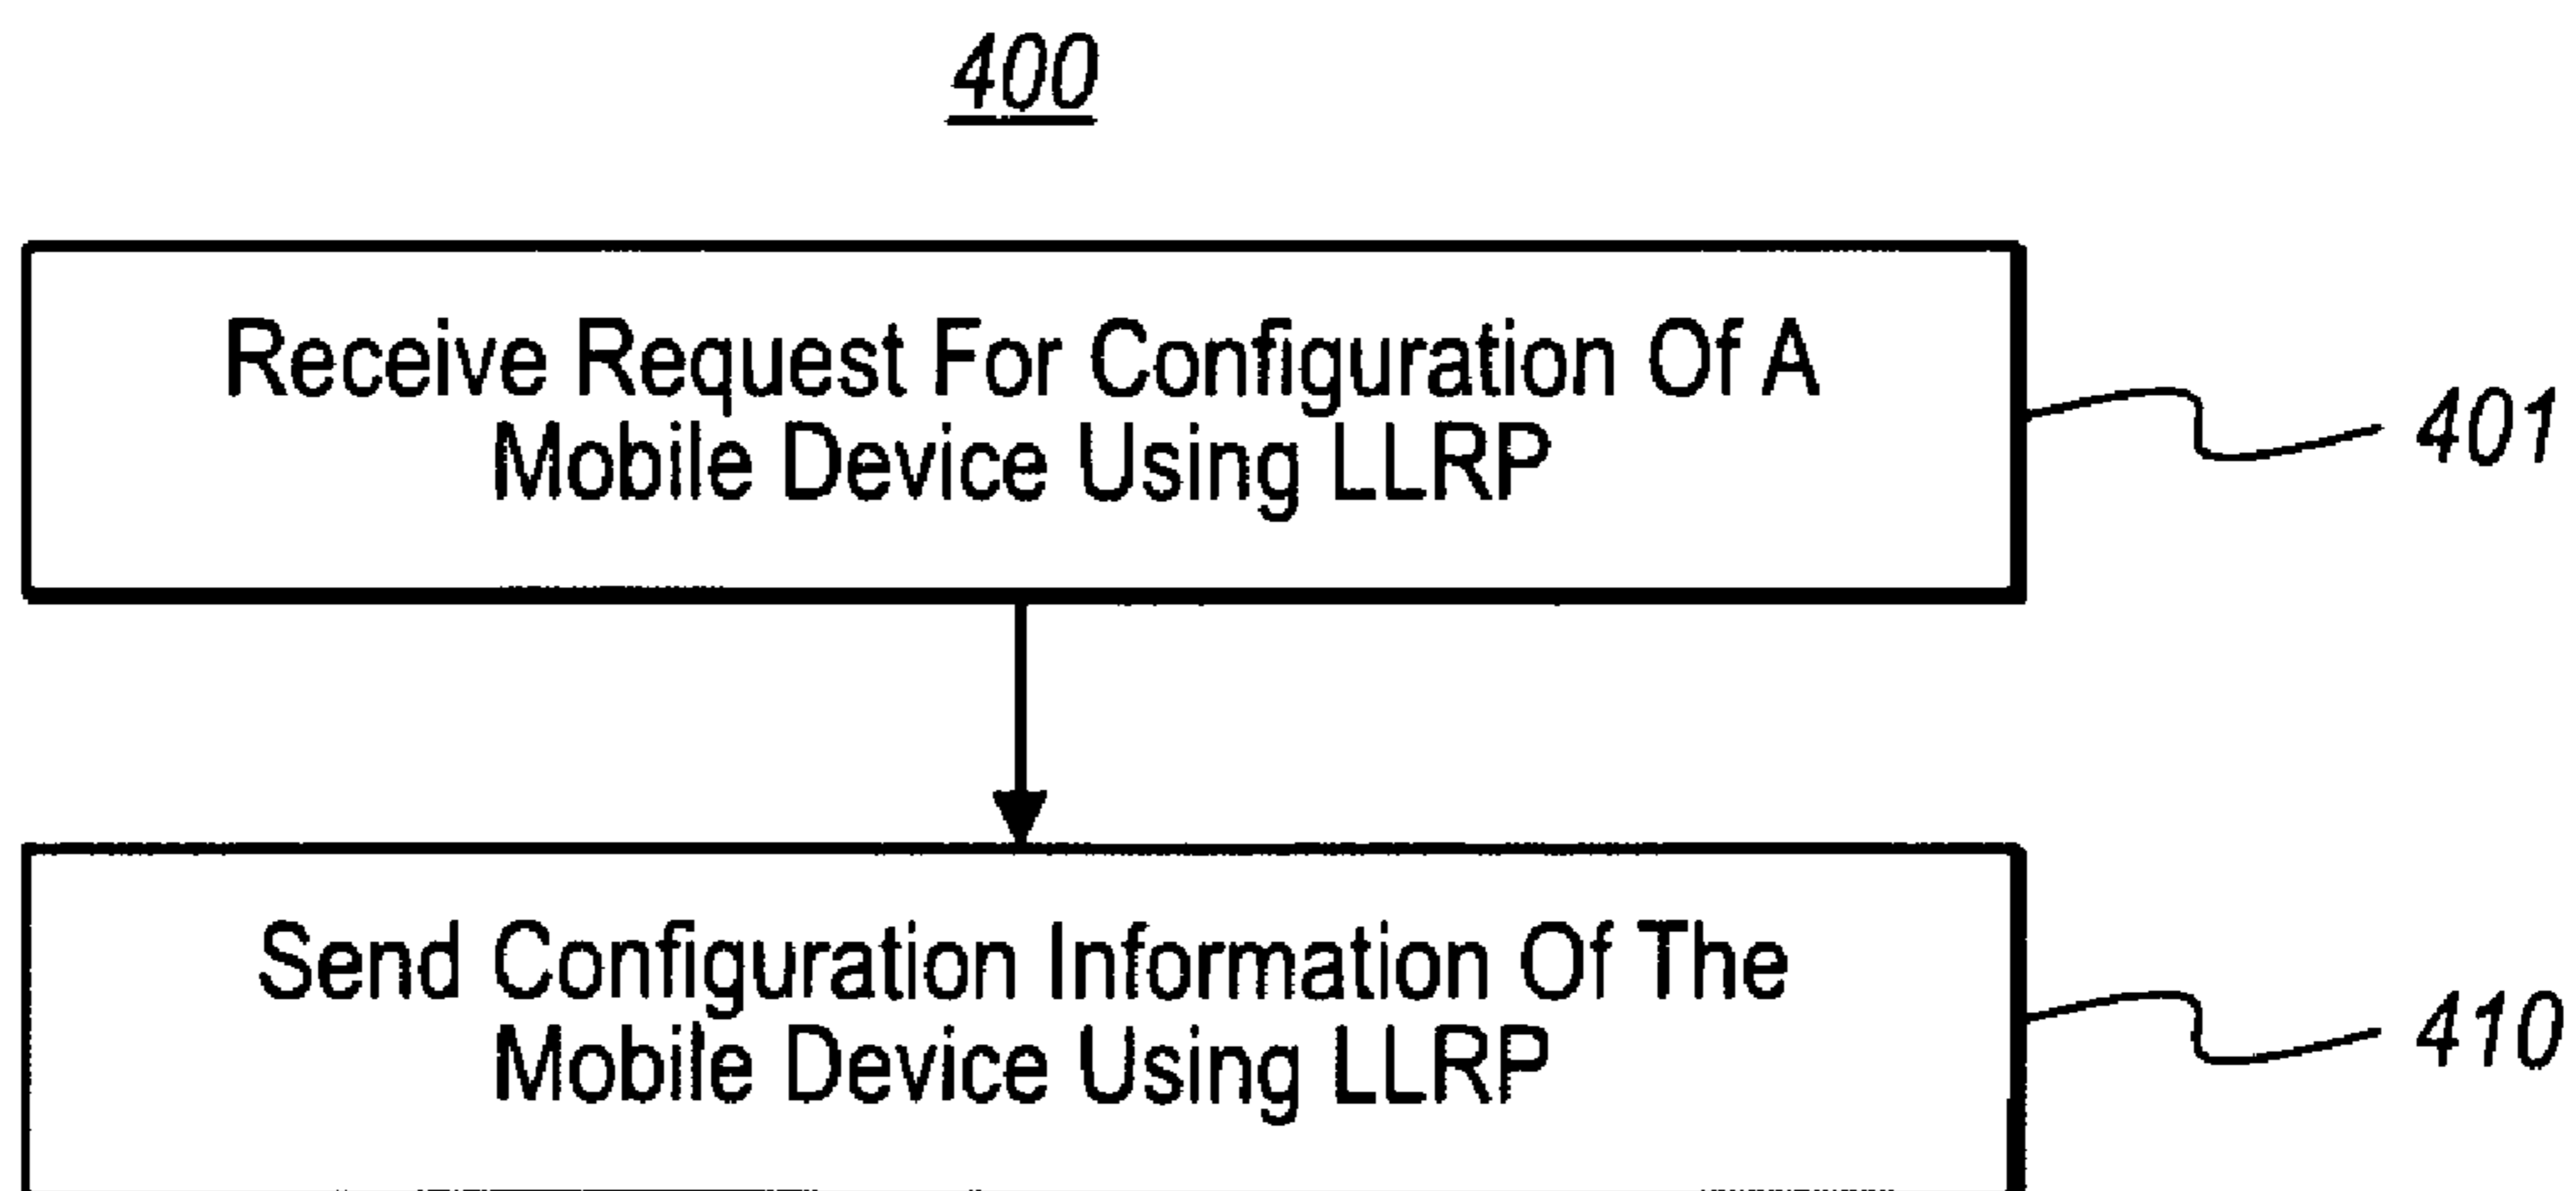 400
Receive Request For Configuration Of A
Mobile Device Using LLRP
401
Send Configuration Information Of The
Mobile Device Using LLRP
410